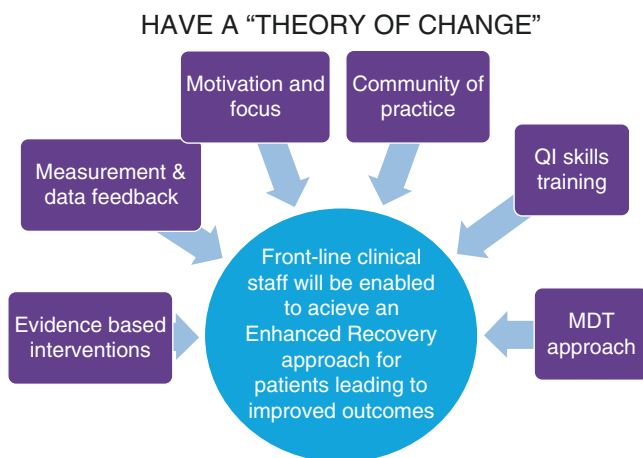 HAVE A “THEORY OF CHANGE”
Motivation and
focus
Community of
practice
Measurement &
data feedback
QI skills
training
Evidence based
interventions
MDT
approach
Front-line clinical
staff will be enabled
to acieve an
Enhanced Recovery
approach for
patients leading to
improved outcomes